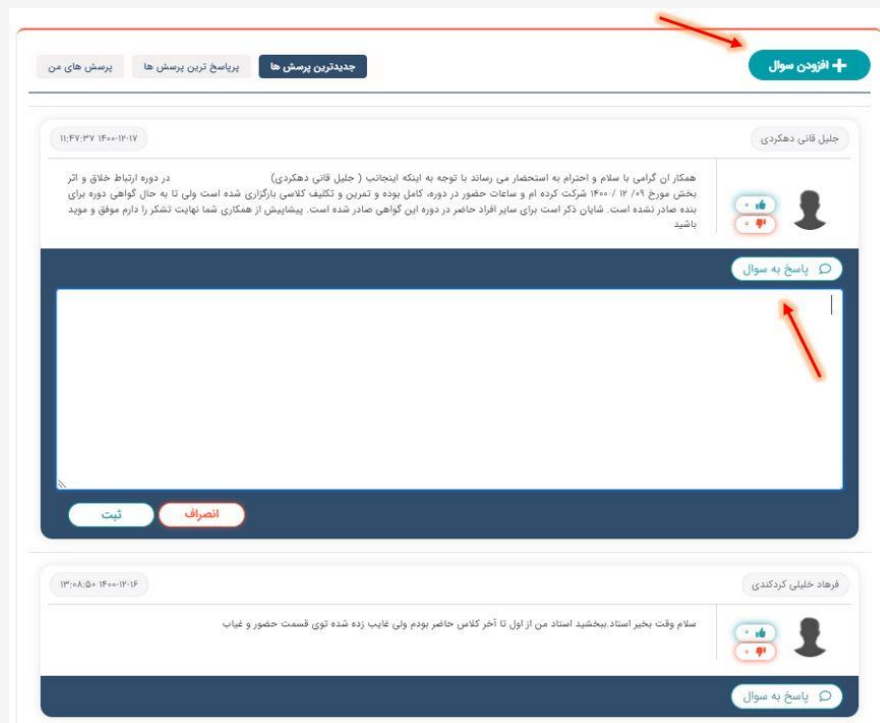 + افزودن سوال
جدیدترین پرسش ها
پرپاسخ ترین پرسش ها
پرسش های من
جلیل قانی دهکردی
۱۱:۴۷:۳۷ ۱۴۰۰-۱۲-۱۷
همکار ان گرامی با سلام و احترام به استحضار می رساند با توجه به اینکه اینجانب ( جلیل قانی دهکردی) در دوره ارتباط خلاق و اثر
بخش مورخ ۰۹/ ۱۲ / ۱۴۰۰ شرکت کرده ام و ساعات حضور در دوره، کامل بوده و تمرین و تکلیف کلاسی بارگزاری شده است ولی تا به حال گواهی دوره برای
بنده صادر نشده است. شایان ذکر است برای سایر افراد حاضر در دوره این گواهی صادر شده است. پیشاپیش از همکاری شما نهایت تشکر را دارم موفق و موید
باشید
۰
۰
پاسخ به سوال
انصراف
ثبت
فرهاد خلیلی کردکندی
۱۳:۰۸:۵۰ ۱۴۰۰-۱۲-۱۶
سلام وقت بخیر استاد.ببخشید استاد من از اول تا آخر کلاس حاضر بودم ولی غایب زده شده توی قسمت حضور و غیاب
۰
۰
پاسخ به سوال